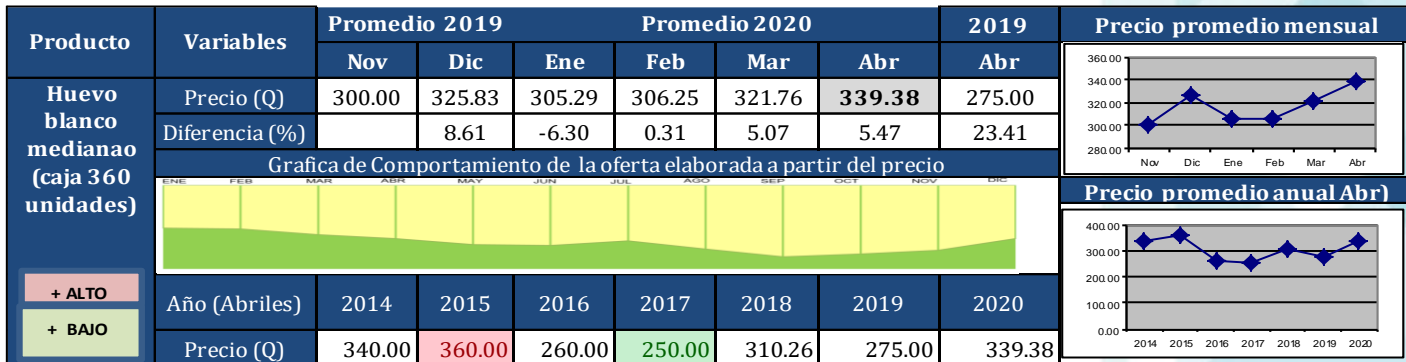 Producto Variables Promedio 2019 Promedio 2020 2019 Precio promedio mensual
Nov Dic Ene Feb Mar Abr Abr
Huevo blanco medianao (caja 360 unidades)
Precio (Q) 300.00 325.83 305.29 306.25 321.76 339.38 275.00
Diferencia (%) 8.61 -6.30 0.31 5.07 5.47 23.41
360.00
340.00
320.00
300.00
280.00
Nov Dic Ene Feb Mar Abr
Grafica de Comportamiento de la oferta elaborada a partir del precio
ENE FEB MAR ABR MAY JUN JUL AGO SEP OCT NOV DIC
Precio promedio anual Abr)
400.00
300.00
200.00
100.00
0.00
2014 2015 2016 2017 2018 2019 2020
+ ALTO
+ BAJO
Año (Abriles) 2014 2015 2016 2017 2018 2019 2020
Precio (Q) 340.00 360.00 260.00 250.00 310.26 275.00 339.38